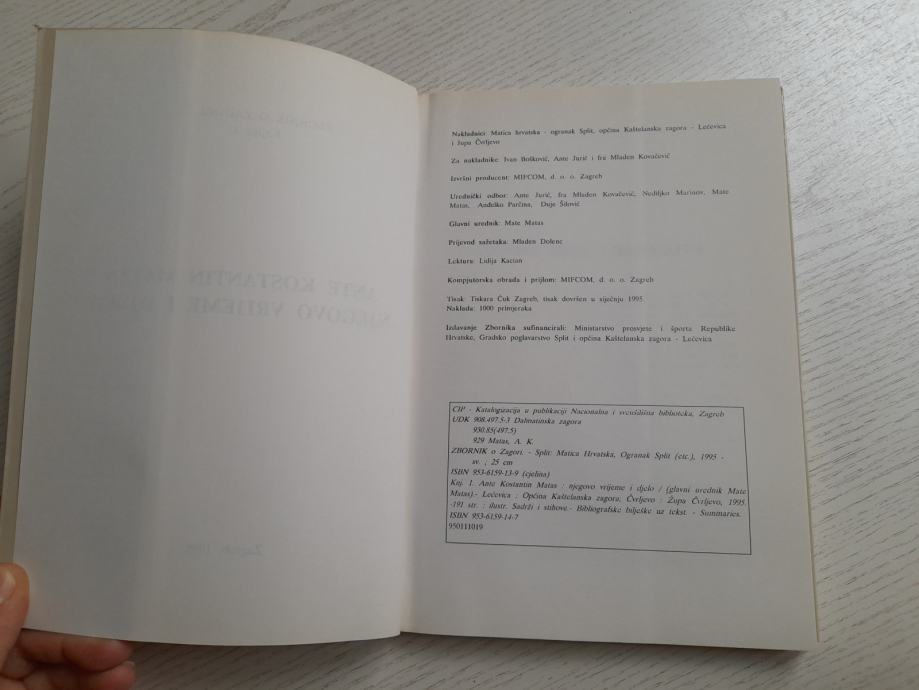 Nakladnici: Matica hrvatska - ogranak Split, općina Kaštelanska zagora - Lećevica
i župa Čvrljevo
Za nakladnike: Ivan Bošković, Ante Jurić i fra Mladen Kovačević
Izvršni producent: MIFCOM, d. o. o. Zagreb
Urednički odbor: Ante Jurić, fra Mladen Kovačević, Nediljko Marinov, Mate
Matas, Anđelko Parčina, Duje Šilović
Glavni urednik: Mate Matas
Prijevod sažetaka: Mladen Dolenc
Lektura: Lidija Kacian
Kompjutorska obrada i prijlom: MIFCOM, d. o. o. Zagreb
Tisak: Tiskara Čuk Zagreb, tisak dovršen u siječnju 1995.
Naklada: 1000 primjeraka
Izdavanje Zbornika sufinancirali: Ministarstvo prosvjete i športa Republike
Hrvatske, Gradsko poglavarstvo Split i općina Kaštelanska zagora - Lećevica
CIP - Katalogizacija u publikaciji Nacionalna i sveučilišna biblioteka, Zagreb
UDK 908.497.5-3 Dalmatinska zagora
930.85(497.5)
929 Matas, A. K.
ZBORNIK o Zagori. - Split: Matica Hrvatska, Ogranak Split (etc.), 1995 -
sv. ; 25 cm
ISBN 953-6159-13-9 (cjelina)
Knj. 1. Ante Kostantin Matas : njegovo vrijeme i djelo / (glavni urednik Mate
Matas).- Lećevica : Općina Kaštelanska zagora; Čvrljevo : Župa Čvrljevo, 1995.
-191 str. : ilustr. Sadrži i stihove.- Bibliografske bilješke uz tekst. - Summaries.
ISBN 953-6159-14-7
950111019